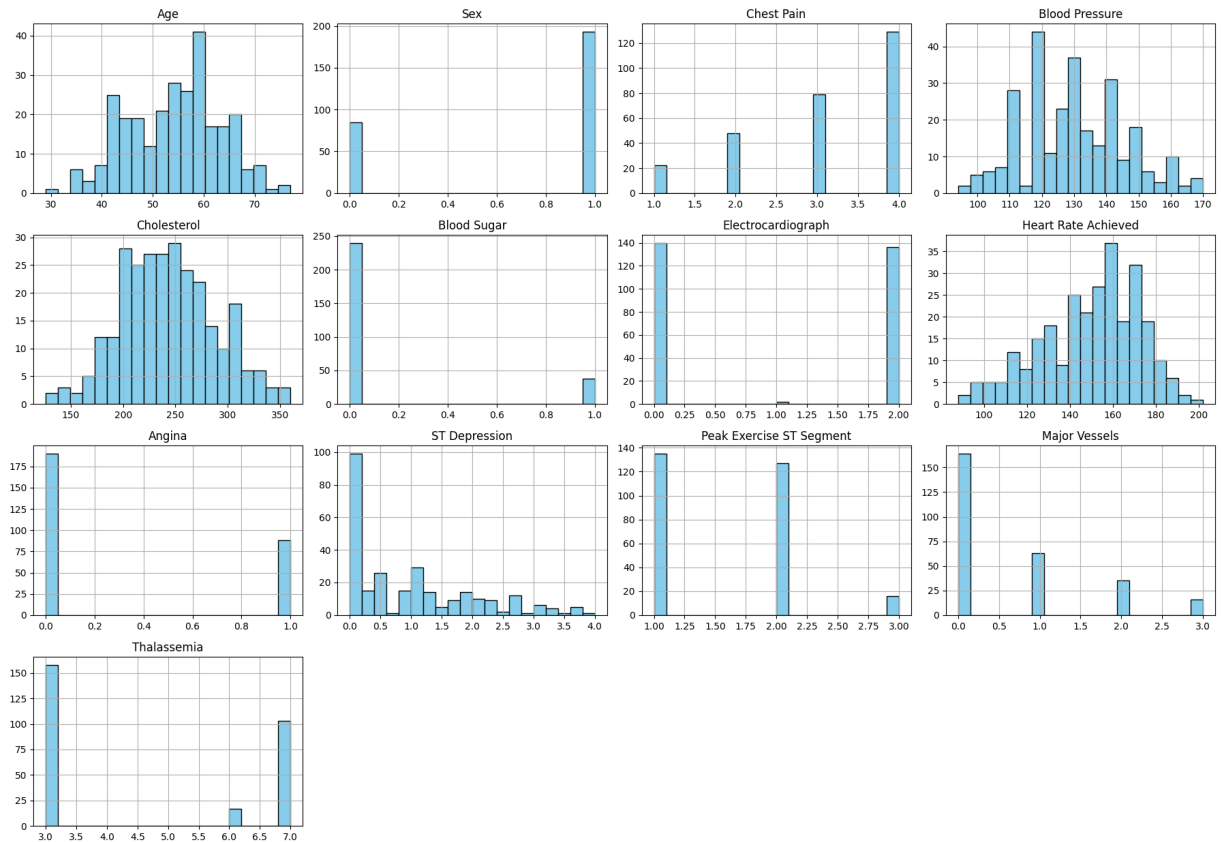 Age Sex Chest Pain Blood Pressure
40 30 20 10 0
30 40 50 60 70
200 150 100 50 0
0.0 0.2 0.4 0.6 0.8 1.0
120 100 80 60 40 20 0
1.0 1.5 2.0 2.5 3.0 3.5 4.0
40 30 20 10 0
100 110 120 130 140 150 160 170
Cholesterol Blood Sugar Electrocardiograph Heart Rate Achieved
30 25 20 15 10 5 0
150 200 250 300 350
250 200 150 100 50 0
0.0 0.2 0.4 0.6 0.8 1.0
140 120 100 80 60 40 20 0
0.00 0.25 0.50 0.75 1.00 1.25 1.50 1.75 2.00
35 30 25 20 15 10 5 0
100 120 140 160 180 200
Angina ST Depression Peak Exercise ST Segment Major Vessels
175 150 125 100 75 50 25 0
0.0 0.2 0.4 0.6 0.8 1.0
100 80 60 40 20 0
0.0 0.5 1.0 1.5 2.0 2.5 3.0 3.5 4.0
140 120 100 80 60 40 20 0
1.00 1.25 1.50 1.75 2.00 2.25 2.50 2.75 3.00
150 125 100 75 50 25 0
0.0 0.5 1.0 1.5 2.0 2.5 3.0
Thalassemia
150 125 100 75 50 25 0
3.0 3.5 4.0 4.5 5.0 5.5 6.0 6.5 7.0